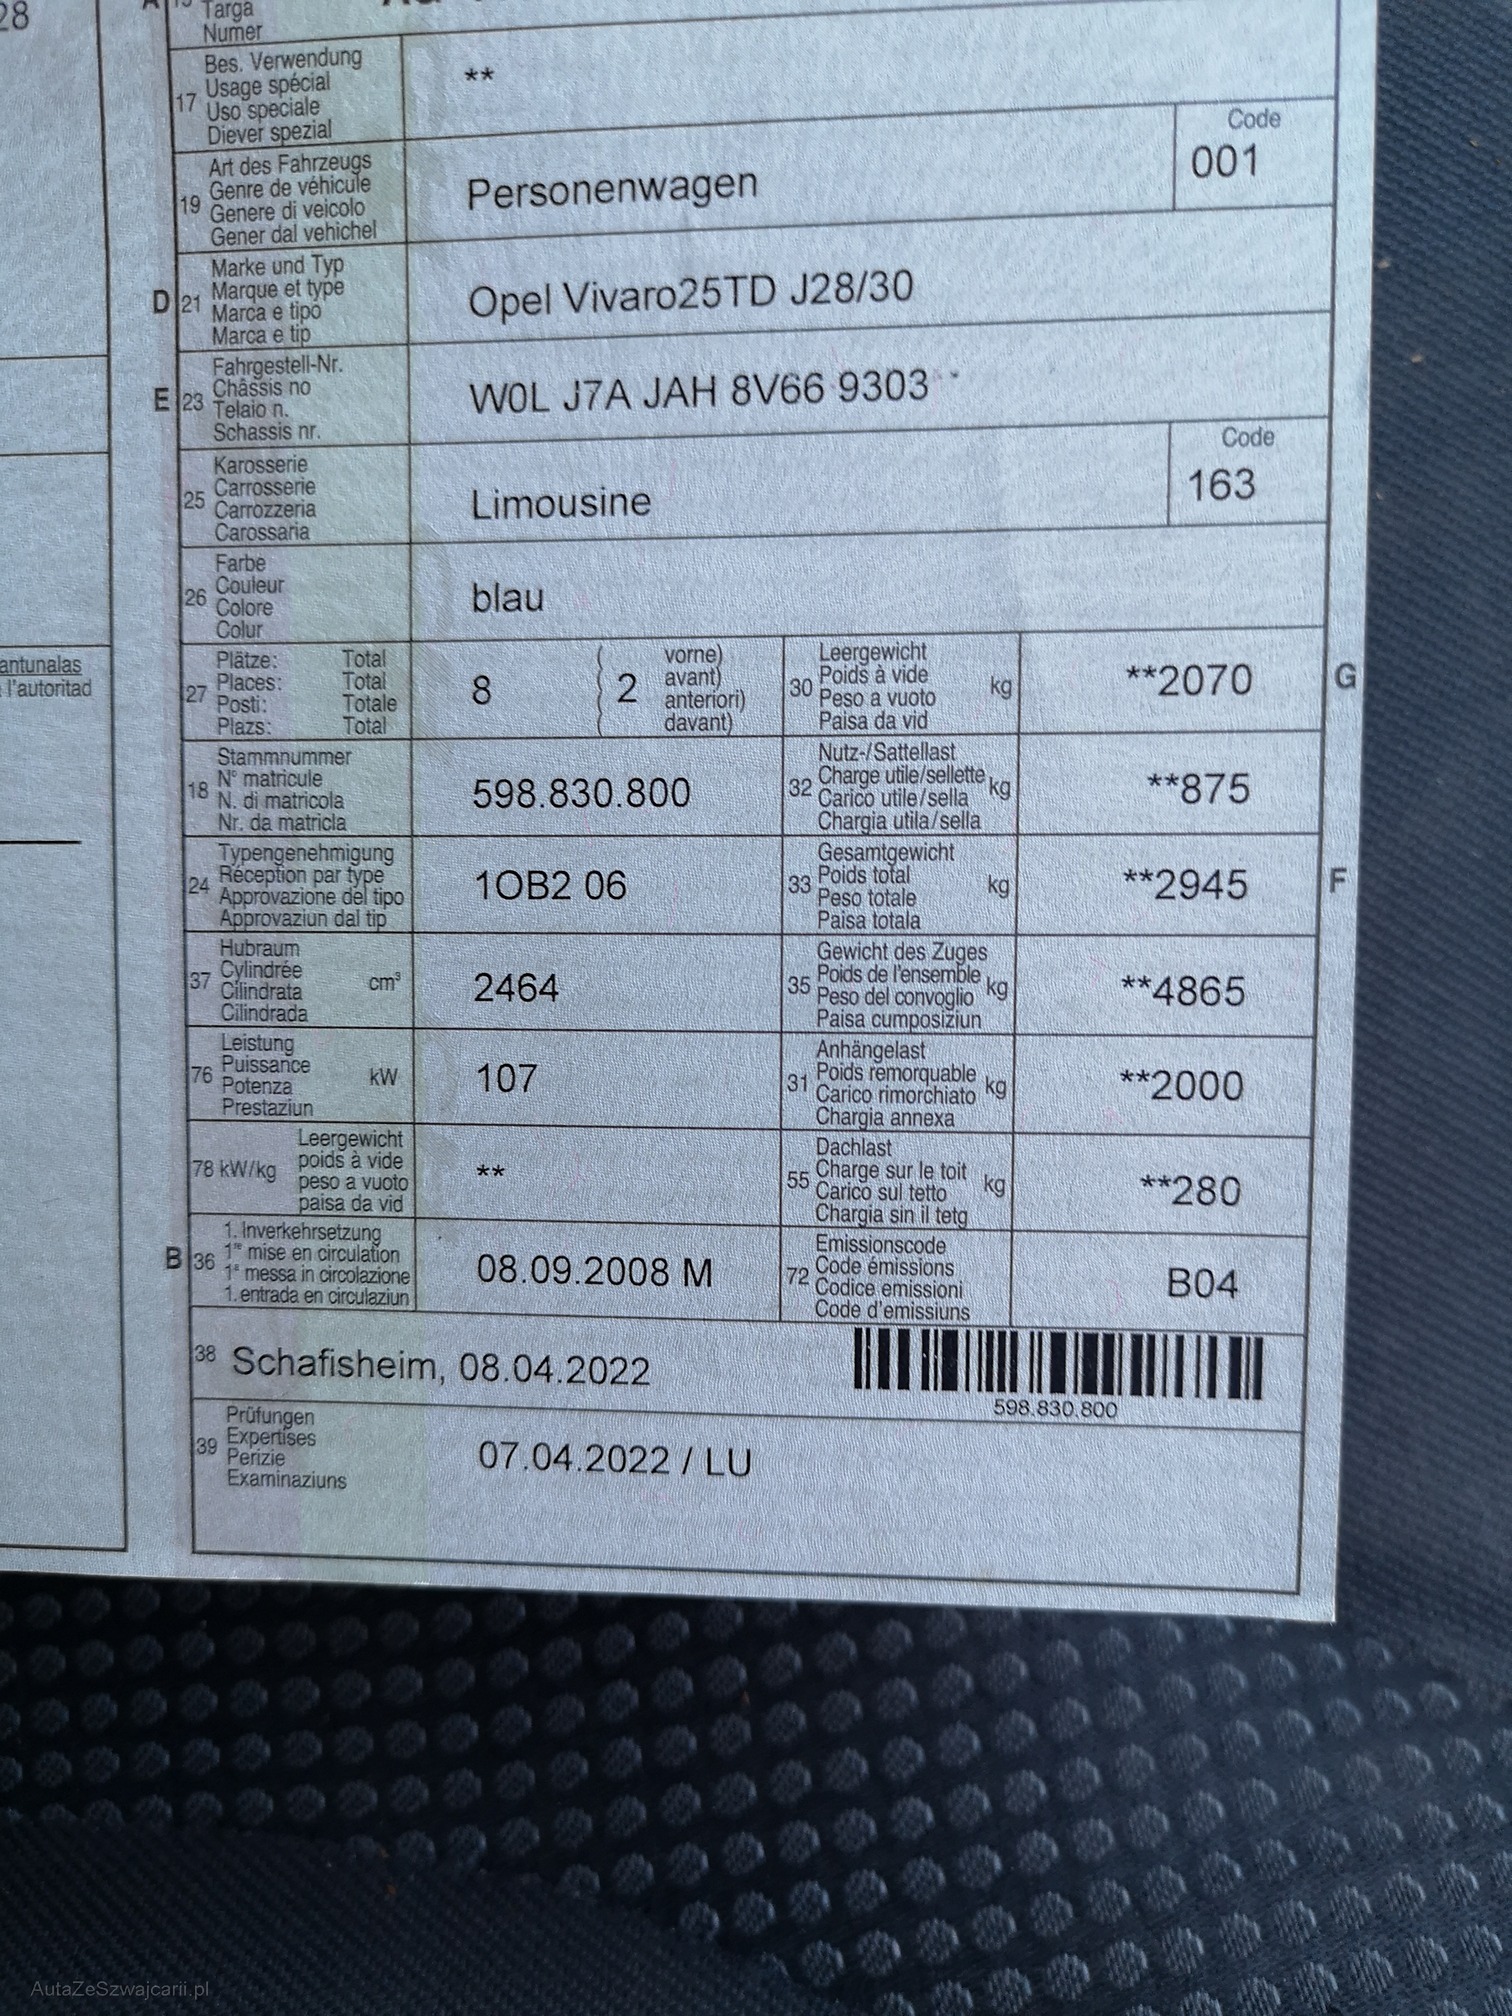 28
Targa
Numer
17 Bes. Verwendung
Usage spécial
Uso speciale
Diever spezial
**
19 Art des Fahrzeugs
Genre de véhicule
Genere di veicolo
Gener dal vehichel
Personenwagen
Code
001
D 21 Marke und Typ
Marque et type
Marca e tipo
Marca e tip
Opel Vivaro25TD J28/30
E 23 Fahrgestell-Nr.
Châssis no
Telaio n.
Schassis nr.
W0L J7A JAH 8V66 9303
25 Karosserie
Carrosserie
Carrozzeria
Carossaria
Limousine
Code
163
26 Farbe
Couleur
Colore
Colur
blau
antunalas
l'autoritad
27 Plätze: Total
Places: Total
Posti: Totale
Plazs: Total
8
( 2 vorne)
( avant)
( anteriori)
( davant)
30 Leergewicht
Poids à vide kg
Peso a vuoto
Paisa da vid
**2070
G
18 Stammnummer
N° matricule
N. di matricola
Nr. da matricla
598.830.800
32 Nutz-/Sattellast
Charge utile/sellette kg
Carico utile/sella
Chargia utila/sella
**875
24 Typengenehmigung
Réception par type
Approvazione del tipo
Approvaziun dal tip
1OB2 06
33 Gesamtgewicht
Poids total kg
Peso totale
Paisa totala
**2945
F
37 Hubraum
Cylindrée cm³
Cilindrata
Cilindrada
2464
35 Gewicht des Zuges
Poids de l'ensemble kg
Peso del convoglio
Paisa cumposiziun
**4865
76 Leistung
Puissance kW
Potenza
Prestaziun
107
31 Anhängelast
Poids remorquable kg
Carico rimorchiato
Chargia annexa
**2000
78 kW/kg Leergewicht
poids à vide
peso a vuoto
paisa da vid
**
55 Dachlast
Charge sur le toit kg
Carico sul tetto
Chargia sin il tetg
**280
B 36 1. Inverkehrsetzung
1re mise en circulation
1a messa in circolazione
1. entrada en circulaziun
08.09.2008 M
72 Emissionscode
Code émissions
Codice emissioni
Code d'emissiuns
B04
38 Schafisheim, 08.04.2022
598.830.800
39 Prüfungen
Expertises
Perizie
Examinaziuns
07.04.2022 / LU
AutaZeSzwajcarii.pl